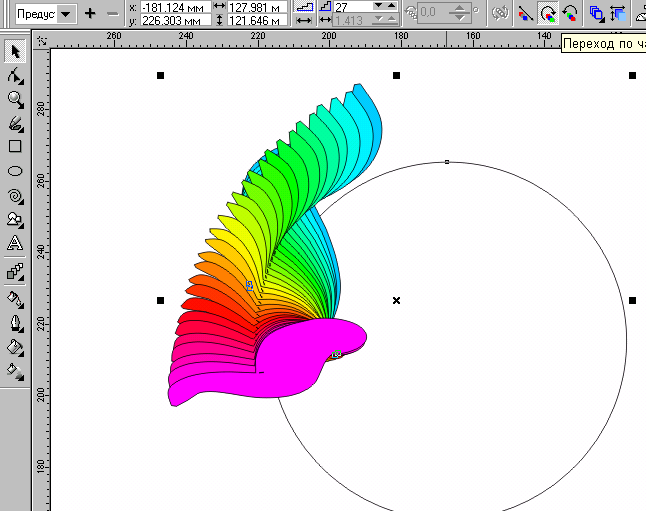 Предус
x: -181.124 мм
y: 226.303 мм
127.981 м
121.646 м
27
1.413
0,0
°
Переход по ча
260 240 220 200 180 160 140
280
260
240
220
200
180